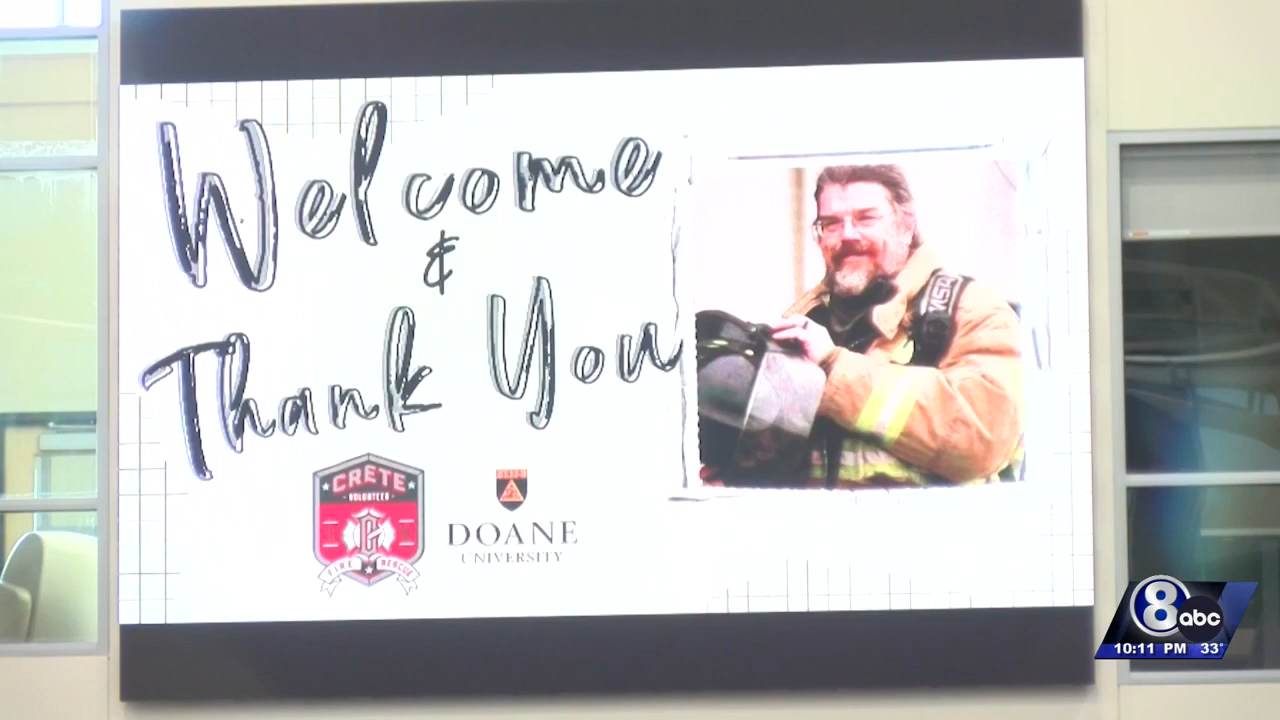 Welcome
&
Thank You
CRETE
VOLUNTEER
FIRE RESCUE
DOANE
UNIVERSITY
MSA
8 abc
10:11 PM 33°